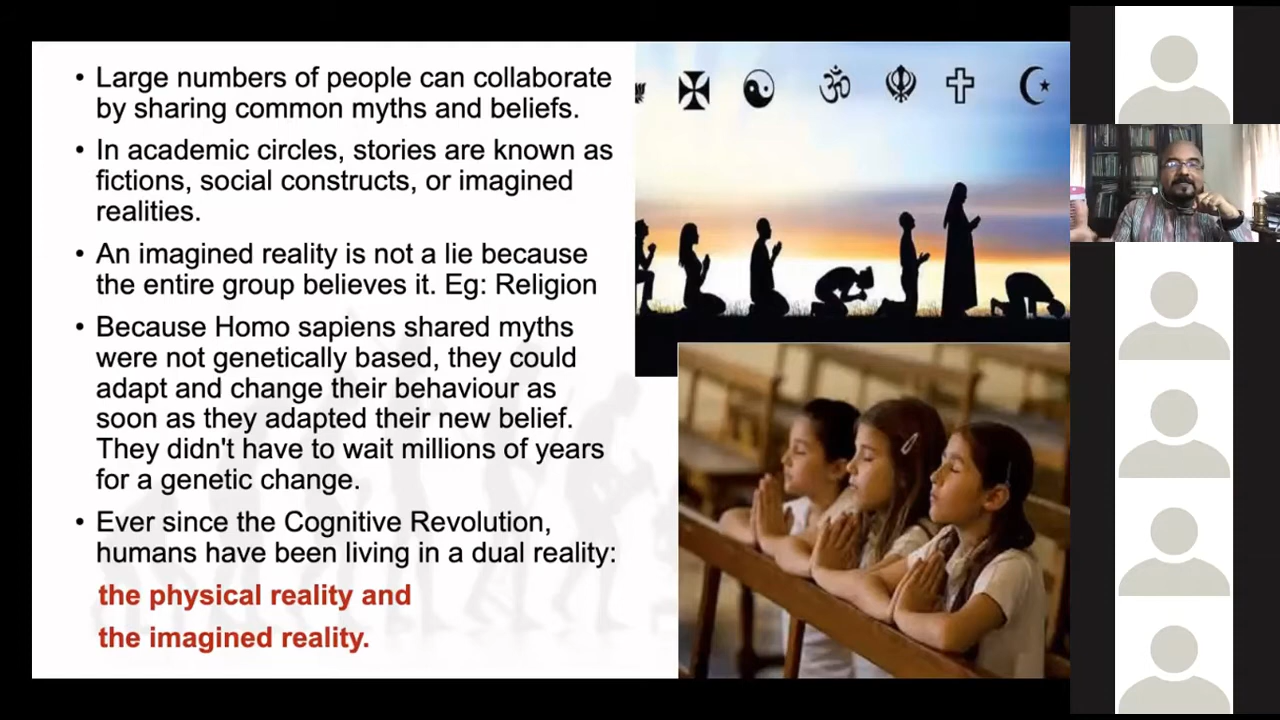 • Large numbers of people can collaborate
by sharing common myths and beliefs.
• In academic circles, stories are known as
fictions, social constructs, or imagined
realities.
• An imagined reality is not a lie because
the entire group believes it. Eg: Religion
• Because Homo sapiens shared myths
were not genetically based, they could
adapt and change their behaviour as
soon as they adapted their new belief.
They didn't have to wait millions of years
for a genetic change.
• Ever since the Cognitive Revolution,
humans have been living in a dual reality:
the physical reality and
the imagined reality.